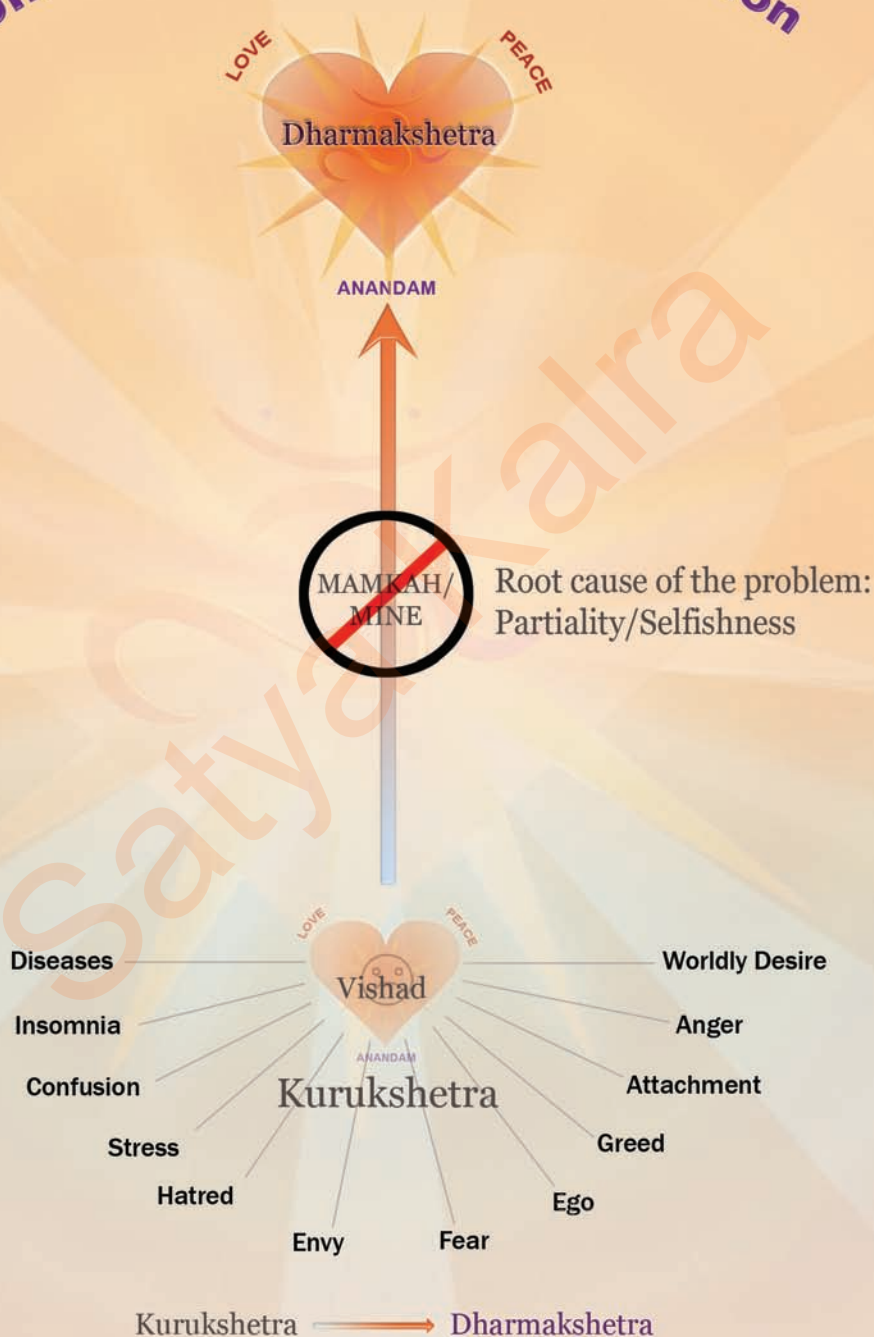 on
LOVE
PEACE
Dharmakshetra
ANANDAM
MAMKAH/
MINE
Root cause of the problem:
Partiality/Selfishness
Satya Kalra
LOVE
PEACE
Vishad
ANANDAM
Kurukshetra
Diseases
Worldly Desire
Insomnia
Anger
Confusion
Attachment
Stress
Greed
Hatred
Ego
Envy
Fear
Kurukshetra
Dharmakshetra